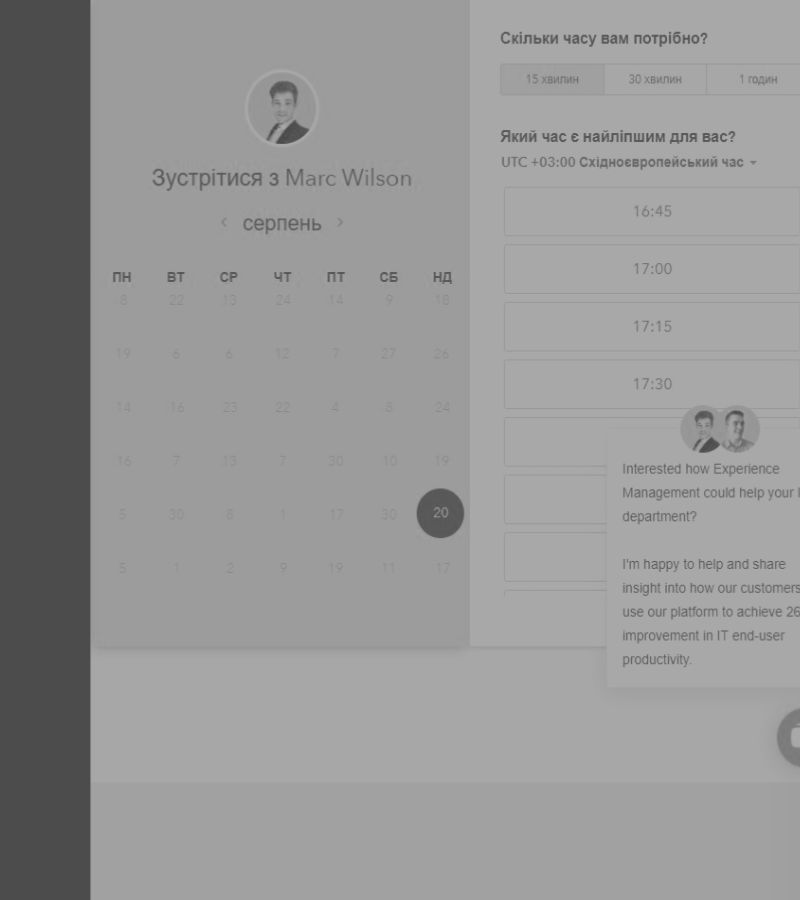 Скільки часу вам потрібно?
15 хвилин 30 хвилин 1 годин
Який час є найліпшим для вас?
UTC +03:00 Східноєвропейський час
16:45
17:00
17:15
17:30
Зустрітися з Marc Wilson
серпень
ПН ВТ СР ЧТ ПТ СБ НД
8 22 13 24 14 9 18
19 6 6 12 7 27 26
14 16 23 22 4 8 24
16 7 13 7 30 10 19
5 30 8 1 17 30 20
5 1 2 9 19 11 17
Interested how Experience
Management could help your
department?
I'm happy to help and share
insight into how our customers
use our platform to achieve 26
improvement in IT end-user
productivity.